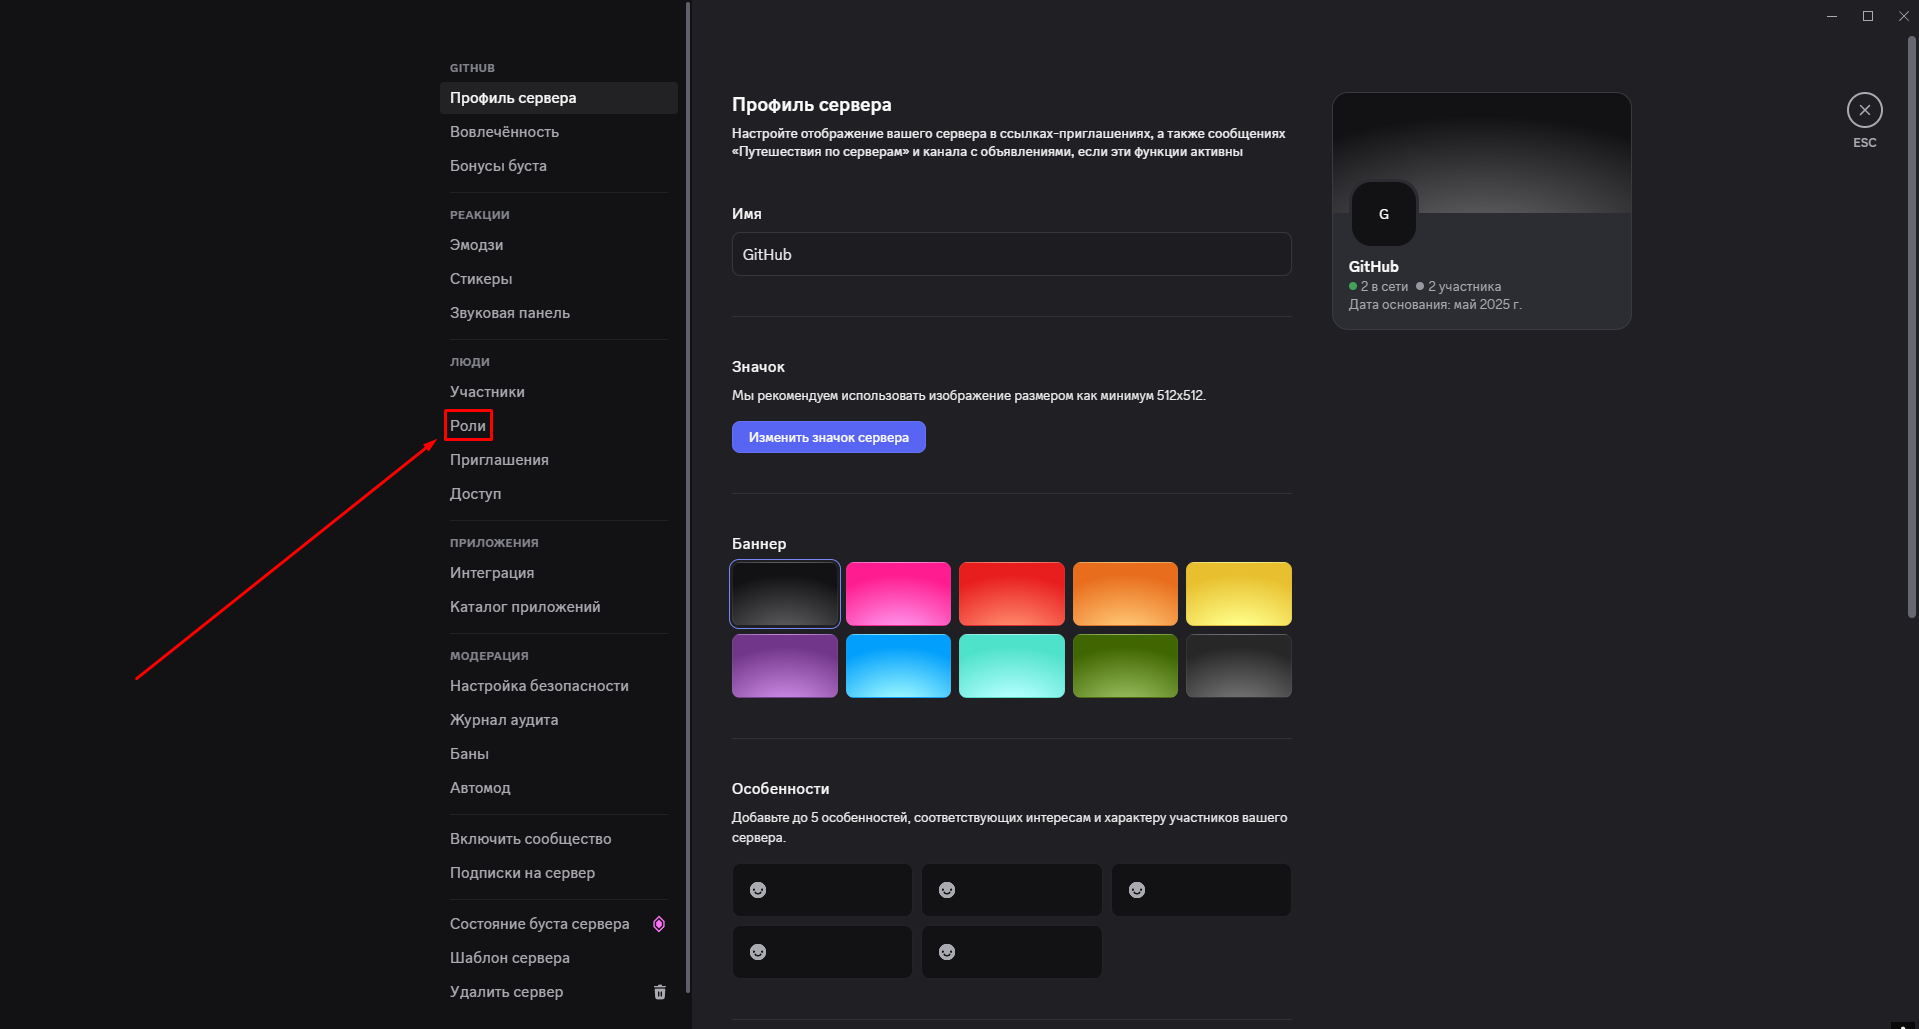 GITHUB
Профиль сервера
Вовлечённость
Бонусы буста
РЕАКЦИИ
Эмодзи
Стикеры
Звуковая панель
ЛЮДИ
Участники
Роли
Приглашения
Доступ
ПРИЛОЖЕНИЯ
Интеграция
Каталог приложений
МОДЕРАЦИЯ
Настройка безопасности
Журнал аудита
Баны
Автомод
Включить сообщество
Подписки на сервер
Состояние буста сервера
Шаблон сервера
Удалить сервер
Профиль сервера
Настройте отображение вашего сервера в ссылках-приглашениях, а также сообщениях
«Путешествия по серверам» и канала с объявлениями, если эти функции активны
Имя
GitHub
Значок
Мы рекомендуем использовать изображение размером как минимум 512x512.
Изменить значок сервера
Баннер
Особенности
Добавьте до 5 особенностей, соответствующих интересам и характеру участников вашего
сервера.
G
GitHub
2 в сети 2 участника
Дата основания: май 2025 г.
ESC